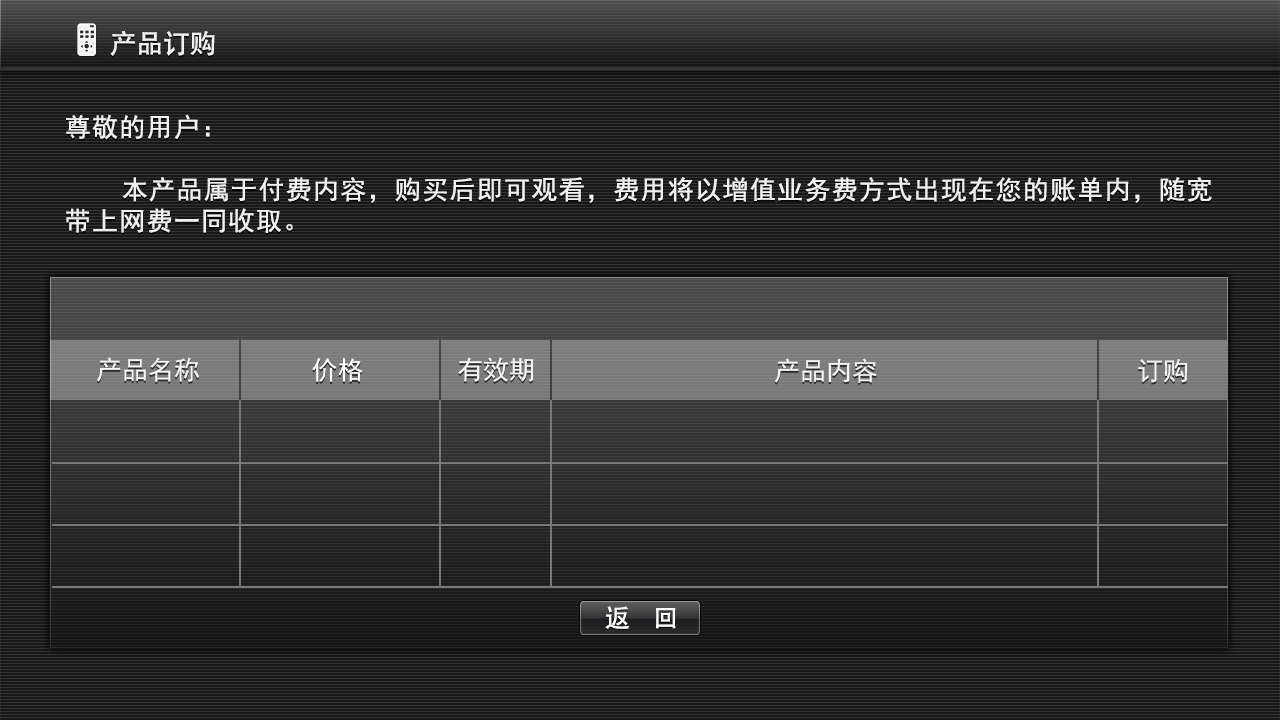 产品订购
尊敬的用户：
本产品属于付费内容，购买后即可观看，费用将以增值业务费方式出现在您的账单内，随宽
带上网费一同收取。
产品名称 价格 有效期 产品内容 订购
返 回